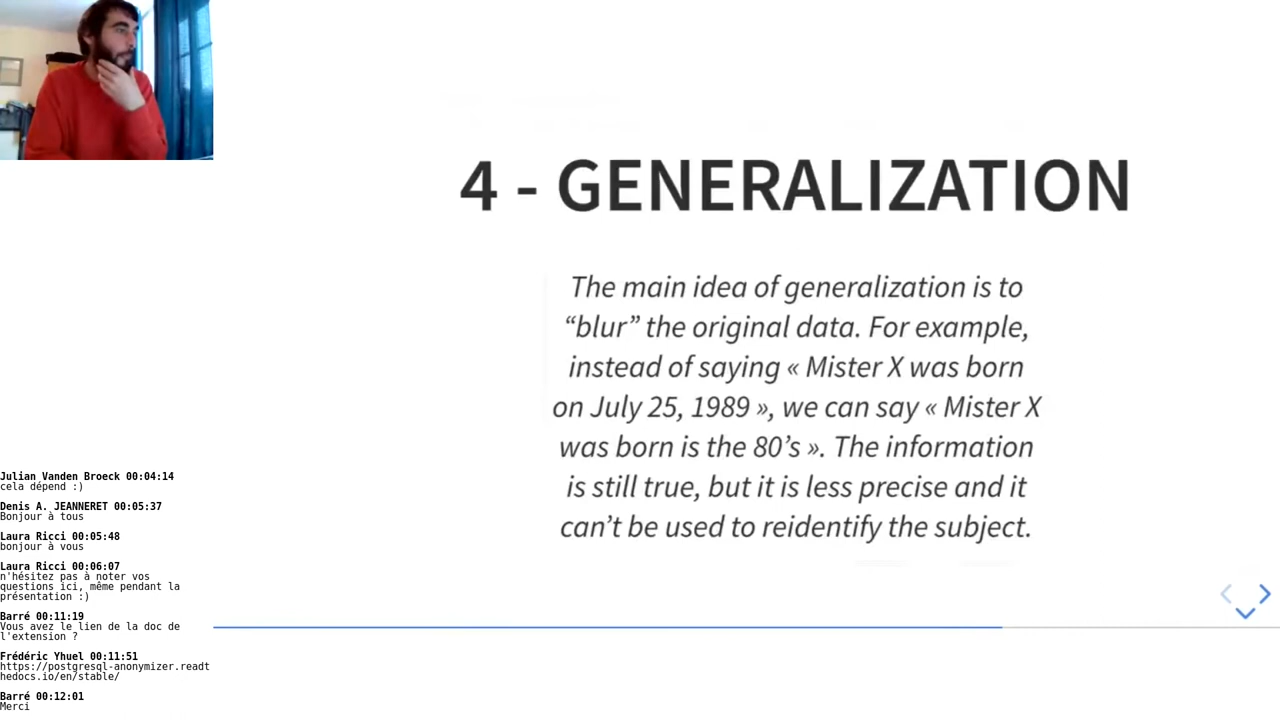 4 - GENERALIZATION
The main idea of generalization is to
“blur” the original data. For example,
instead of saying « Mister X was born
on July 25, 1989 », we can say « Mister X
was born is the 80’s ». The information
is still true, but it is less precise and it
can’t be used to reidentify the subject.
Julian Vanden Broeck 00:04:14
cela dépend :)
Denis A. JEANNERET 00:05:37
Bonjour à tous
Laura Ricci 00:05:48
bonjour à vous
Laura Ricci 00:06:07
n'hésitez pas à noter vos
questions ici, même pendant la
présentation :)
Barré 00:11:19
Vous avez le lien de la doc de
l'extension ?
Frédéric Yhuel 00:11:51
https://postgresql-anonymizer.readt
hedocs.io/en/stable/
Barré 00:12:01
Merci